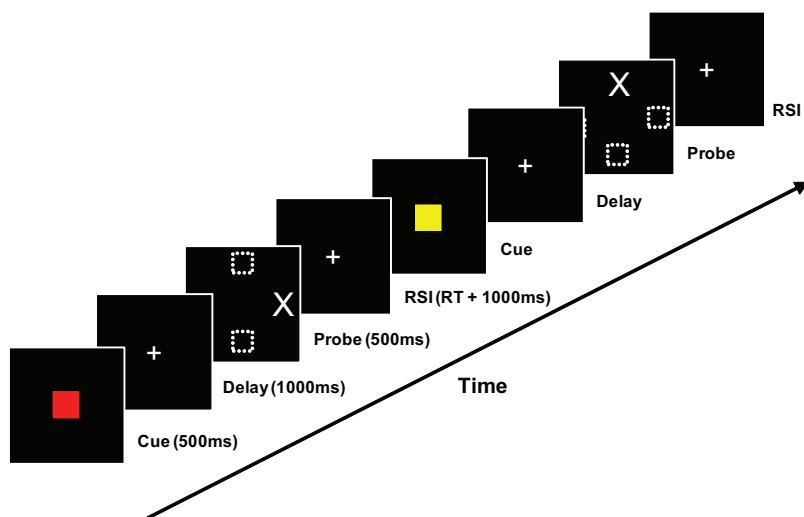 X
RSI
Probe
Delay
Cue
RSI (RT + 1000ms)
X
Probe (500ms)
Time
Delay (1000ms)
Cue (500ms)